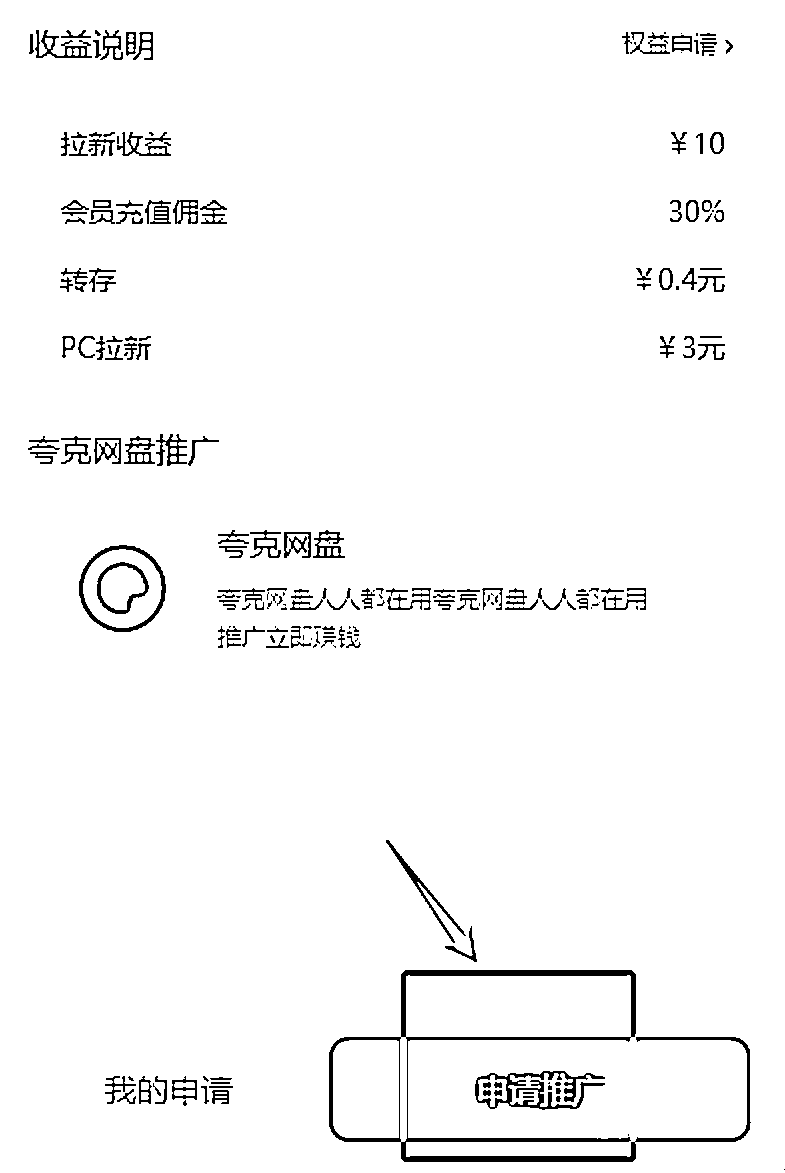 收益说明
权益申请 >
拉新收益
¥10
会员充值佣金
30%
转存
¥0.4元
PC拉新
¥3元
夸克网盘推广
夸克网盘
夸克网盘人人都在用夸克网盘人人都在用
推广立即赚钱
我的申请
申请推广